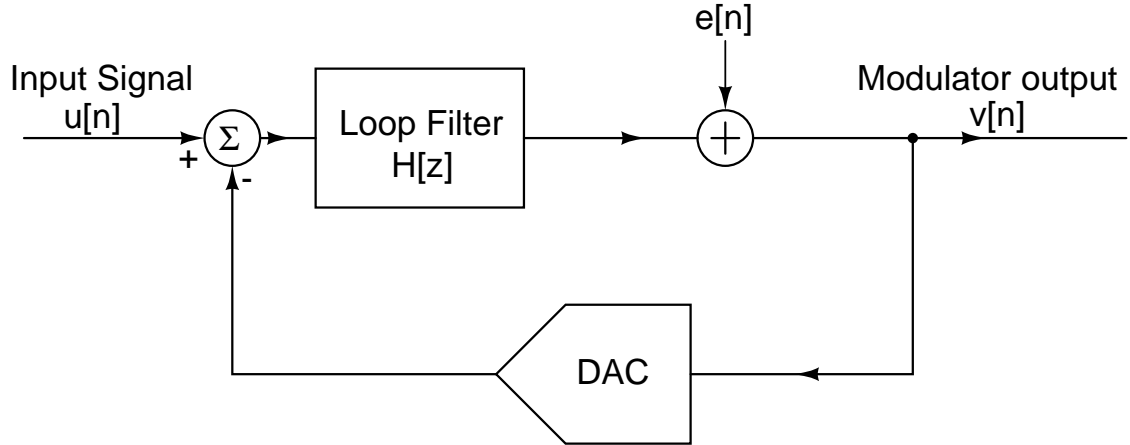 e[n]
Input Signal
u[n]
+
Σ
-
Loop Filter
H[z]
+
Modulator output
v[n]
DAC